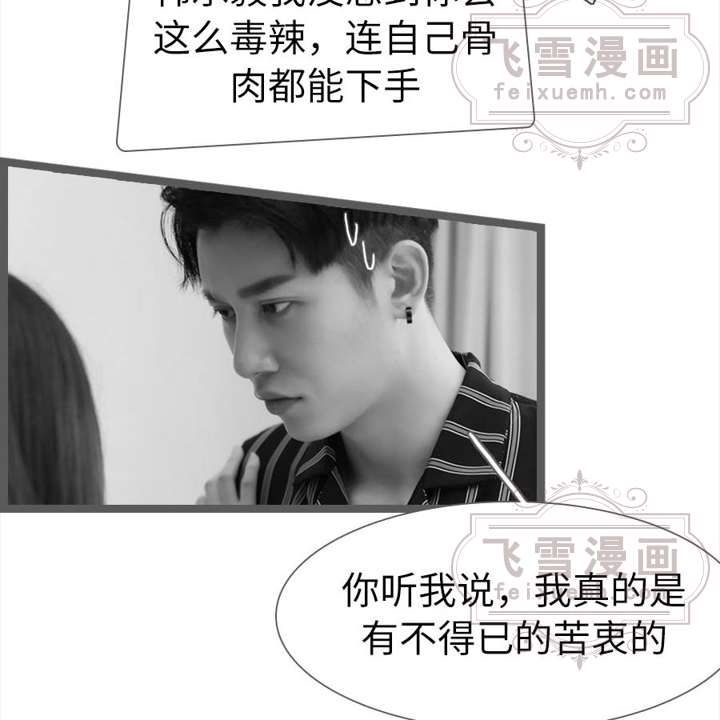 这么毒辣，连自己骨
肉都能下手
飞雪漫画
feixuemh.com
飞雪漫画
feixuemh.com
你听我说，我真的是
有不得已的苦衷的